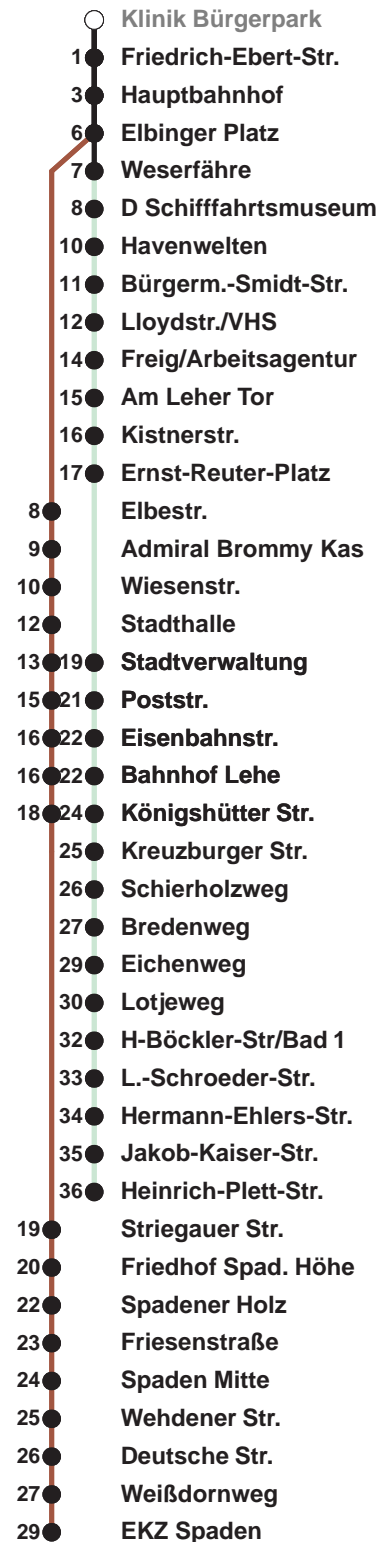 Klinik Bürgerpark
1 Friedrich-Ebert-Str.
3 Hauptbahnhof
6 Elbinger Platz
7 Weserfähre
8 D Schifffahrtsmuseum
10 Havenwelten
11 Bürgerm.-Smidt-Str.
12 Lloydstr./VHS
14 Freig/Arbeitsagentur
15 Am Leher Tor
16 Kistnerstr.
17 Ernst-Reuter-Platz
8 Elbestr.
9 Admiral Brommy Kas
10 Wiesenstr.
12 Stadthalle
13 19 Stadtverwaltung
15 21 Poststr.
16 22 Eisenbahnstr.
16 22 Bahnhof Lehe
18 24 Königshütter Str.
25 Kreuzburger Str.
26 Schierholzweg
27 Bredenweg
29 Eichenweg
30 Lotjeweg
32 H-Böckler-Str/Bad 1
33 L.-Schroeder-Str.
34 Hermann-Ehlers-Str.
35 Jakob-Kaiser-Str.
36 Heinrich-Plett-Str.
19 Striegauer Str.
20 Friedhof Spad. Höhe
22 Spadener Holz
23 Friesenstraße
24 Spaden Mitte
25 Wehdener Str.
26 Deutsche Str.
27 Weißdornweg
29 EKZ Spaden